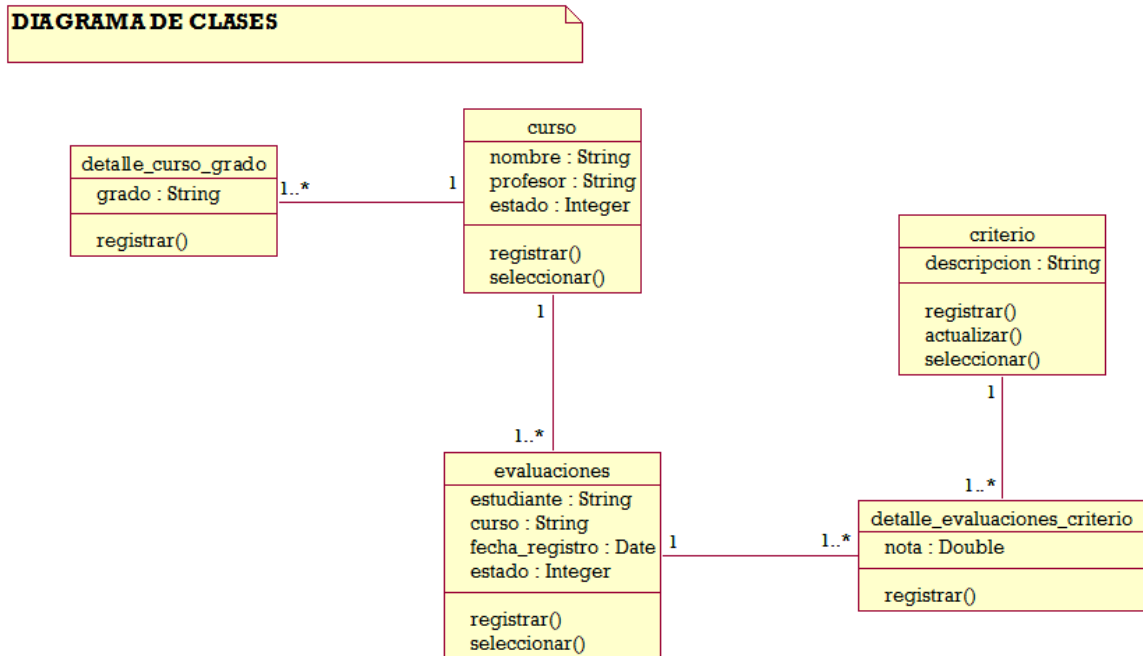 DIAGRAMA DE CLASES
curso
nombre : String
profesor : String
estado : Integer
registrar()
seleccionar()
detalle_curso_grado
grado : String
registrar()
1..*
1
criterio
descripcion : String
registrar()
actualizar()
seleccionar()
1
1
1..*
1..*
evaluaciones
estudiante : String
curso : String
fecha_registro : Date
estado : Integer
registrar()
seleccionar()
1
1..*
detalle_evaluaciones_criterio
nota : Double
registrar()